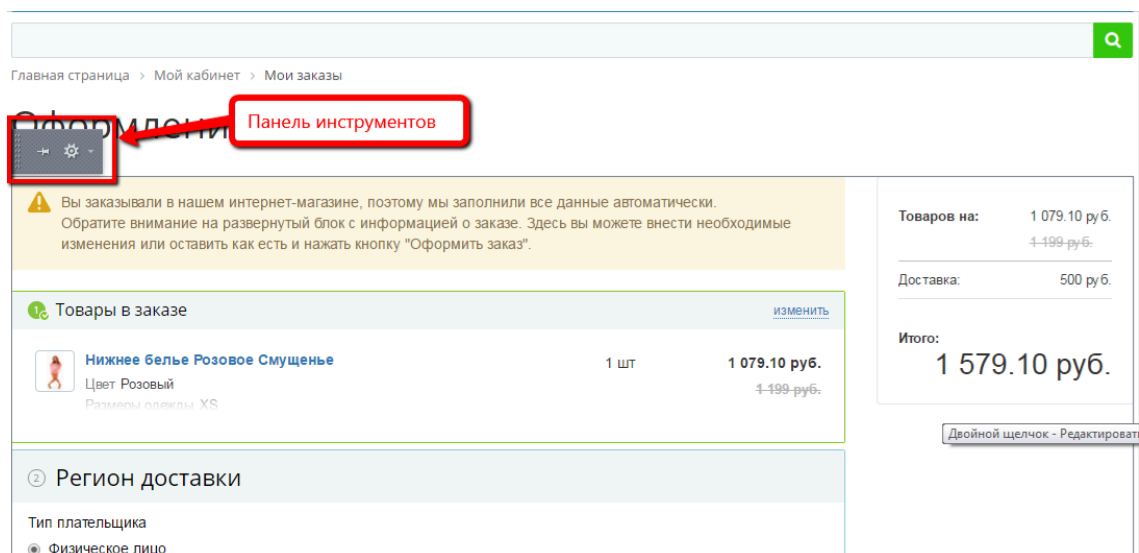 Главная страница > Мой кабинет > Мои заказы
Панель инструментов
Вы заказывали в нашем интернет-магазине, поэтому мы заполнили все данные автоматически.
Обратите внимание на развернутый блок с информацией о заказе. Здесь вы можете внести необходимые
изменения или оставить как есть и нажать кнопку "Оформить заказ".
Товаров на: 1 079.10 руб.
1 199 руб.
Доставка: 500 руб.
Итого:
1 579.10 руб.
1 Товары в заказе изменить
Нижнее белье Розовое Смущенье 1 шт 1 079.10 руб.
Цвет Розовый 1 199 руб.
Размеры одежды XS
Двойной щелчок - Редактироват
2 Регион доставки
Тип плательщика
Физическое лицо